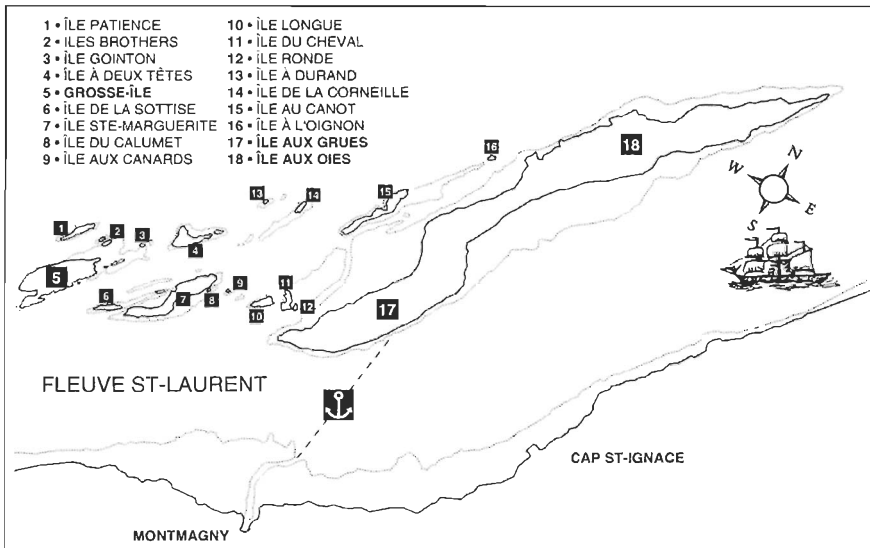 1 • ÎLE PATIENCE
2 • ILES BROTHERS
3 • ÎLE GOINTON
4 • ÎLE À DEUX TÊTES
5 • GROSSE-ÎLE
6 • ÎLE DE LA SOTTISE
7 • ÎLE STE-MARGUERITE
8 • ÎLE DU CALUMET
9 • ÎLE AUX CANARDS
10 • ÎLE LONGUE
11 • ÎLE DU CHEVAL
12 • ÎLE RONDE
13 • ÎLE À DURAND
14 • ÎLE DE LA CORNEILLE
15 • ÎLE AU CANOT
16 • ÎLE À L'OIGNON
17 • ÎLE AUX GRUES
18 • ÎLE AUX OIES
16
18
N
W
E
S
13
14
15
1
2
3
4
5
6
7
8
9
10
11
12
17
FLEUVE ST-LAURENT
CAP ST-IGNACE
MONTMAGNY